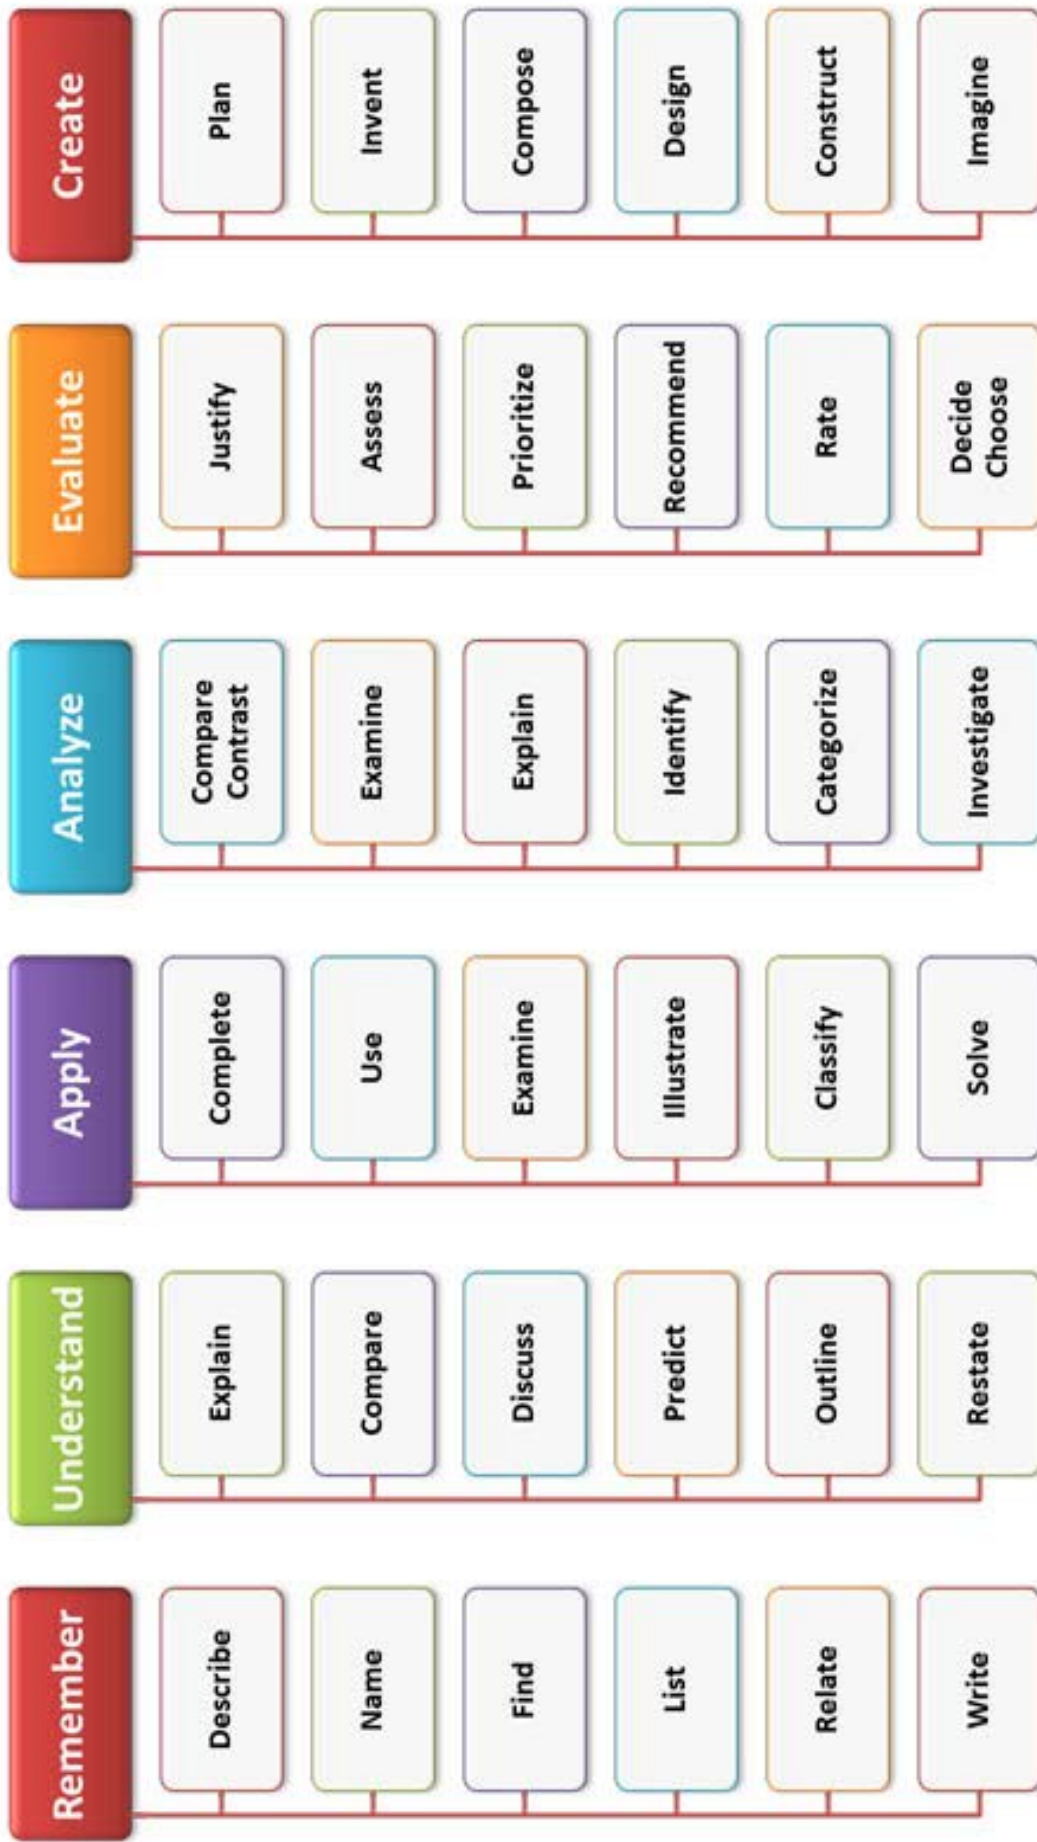 Remember
Describe
Name
Find
List
Relate
Write
Understand
Explain
Compare
Discuss
Predict
Outline
Restate
Apply
Complete
Use
Examine
Illustrate
Classify
Solve
Analyze
Compare
Contrast
Examine
Explain
Identify
Categorize
Investigate
Evaluate
Justify
Assess
Prioritize
Recommend
Rate
Decide
Choose
Create
Plan
Invent
Compose
Design
Construct
Imagine